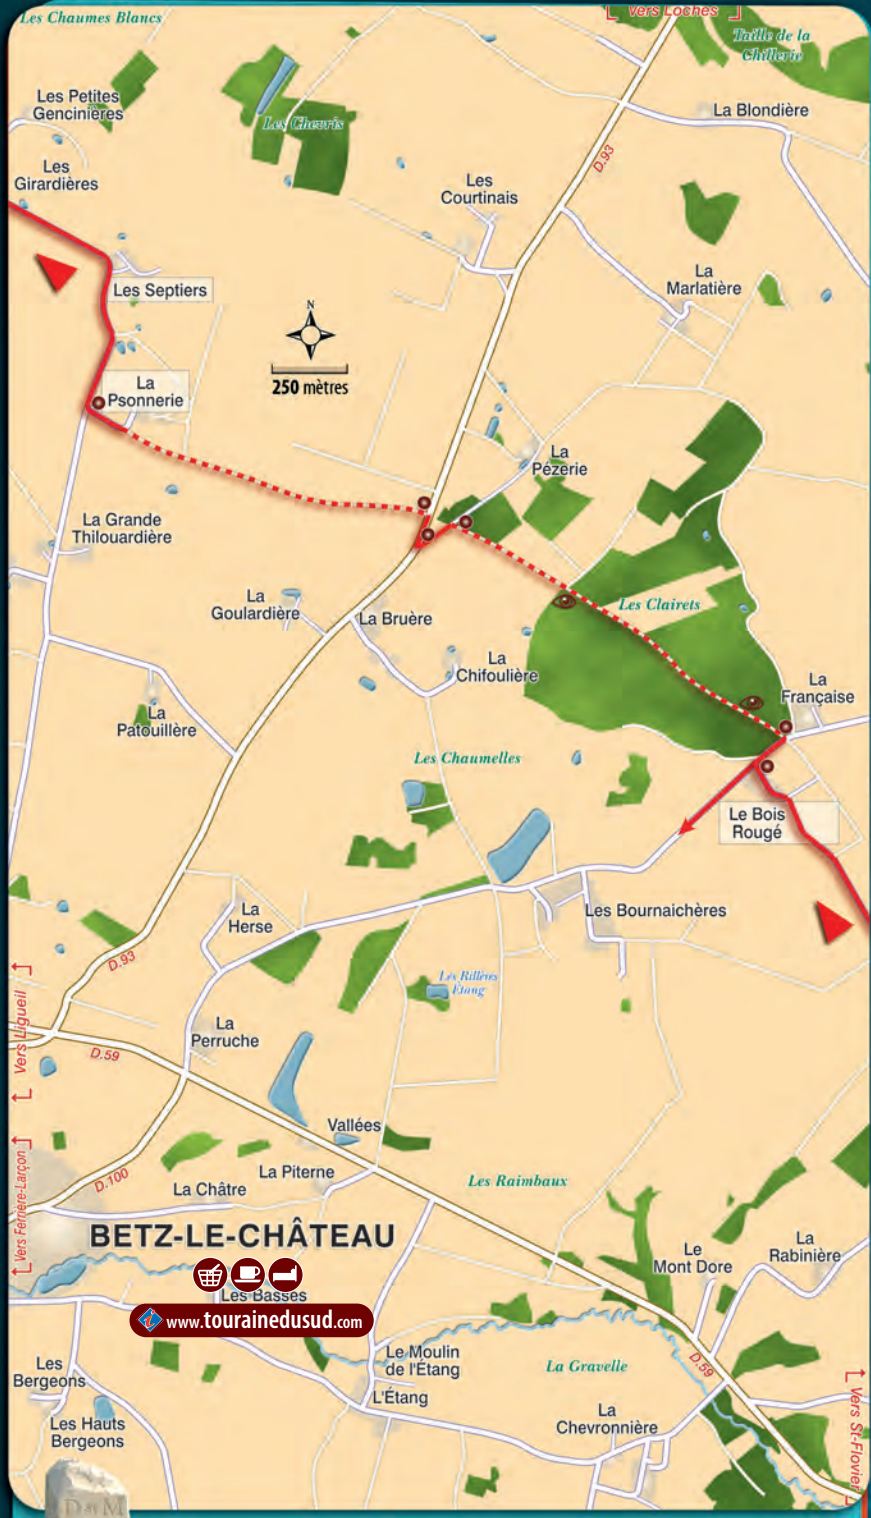 Vers Loches
Les Chaumes Blancs
Taille de la
Chillerie
Les Petites
Gencinières
La Blondière
Les Chevris
D.93
Les
Girardières
Les
Courtinais
La
Marlatière
Les Septiers
N
250 mètres
La
Psonnerie
La
Pézerie
La Grande
Thilouardière
La
Goulardière
La Bruère
Les Clairets
La
Chifoulière
La
Française
La
Patouillère
Les Chaumelles
Le Bois
Rougé
La
Herse
Les Bournaichères
D.93
Les Rillères
Étang
Vers Ligueil
La
Perruche
D.59
Vallées
Vers Ferrière-Larçon
D.100
La Piterne
La Châtre
Les Raimbaux
BETZ-LE-CHÂTEAU
Le
Mont Dore
La
Rabinière
Les Basses
www.tourainedusud.com
Les
Bergeons
Le Moulin
de l'Étang
La Gravelle
D.59
L'Étang
La
Chevronnière
Vers St-Flovier
Les Hauts
Bergeons